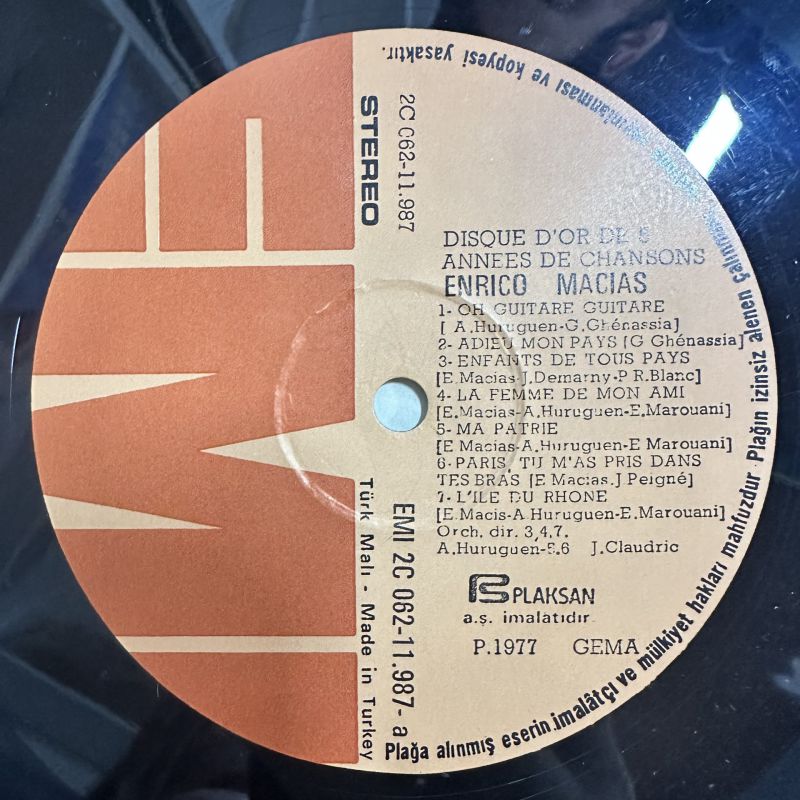 EMI
STEREO
2C 062-11.987
DISQUE D'OR DE 5
ANNEES DE CHANSONS
ENRICO MACIAS
1- OH GUITARE GUITARE
[ A.Huruguen-G.Ghénassia]
2- ADIEU MON PAYS [G Ghénassia]
3- ENFANTS DE TOUS PAYS
[E.Macias-J.Demarny-P R.Blanc]
4- LA FEMME DE MON AMI
[E.Macias-A.Huruguen-E.Marouani]
5- MA PATRIE
[E Macias-A.Huruguen-E.Marouani]
6- PARIS, TU M'AS PRIS DANS
TES BRAS [E Macias.J Peigné]
7- L'ILE DU RHONE
[E.Macis-A.Huruguen-E.Marouani]
Orch. dir. 3,4,7.
A.Huruguen-5.6 J.Claudric
PLAKSAN
a.ş. imalatıdır
P.1977 GEMA
EMI 2C 062-11.987- a
Türk Malı - Made in Turkey
Plağa alınmış eserin imalâtçı ve mülkiyet hakları mahfuzdur Plağın izinsiz alenen çalınması ve kopyesi yasaktır.